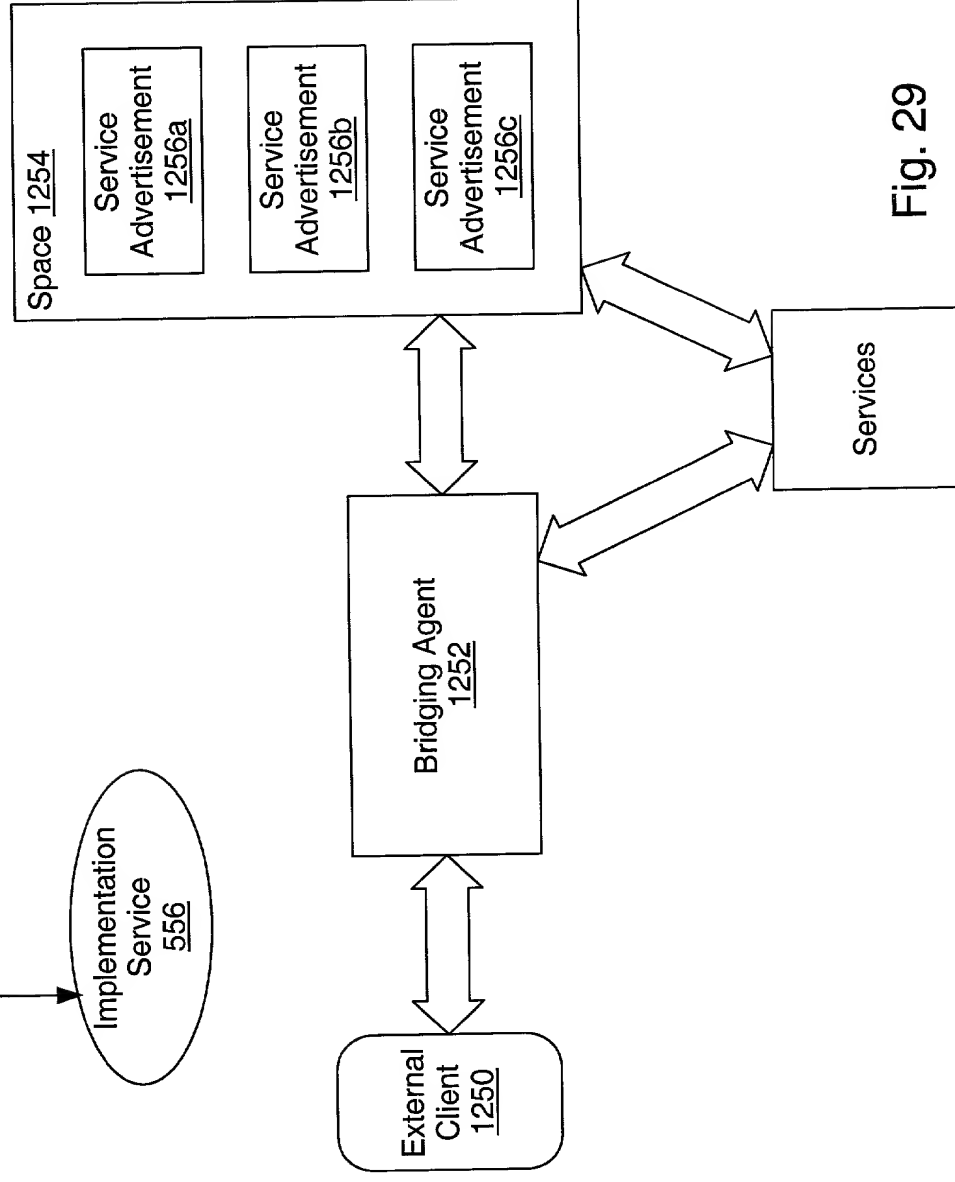 Implementation
Service
556
Space 1254
Service
Advertisement
1256a
Service
Advertisement
1256b
Service
Advertisement
1256c
Bridging Agent
1252
External
Client
1250
Services
Fig. 29